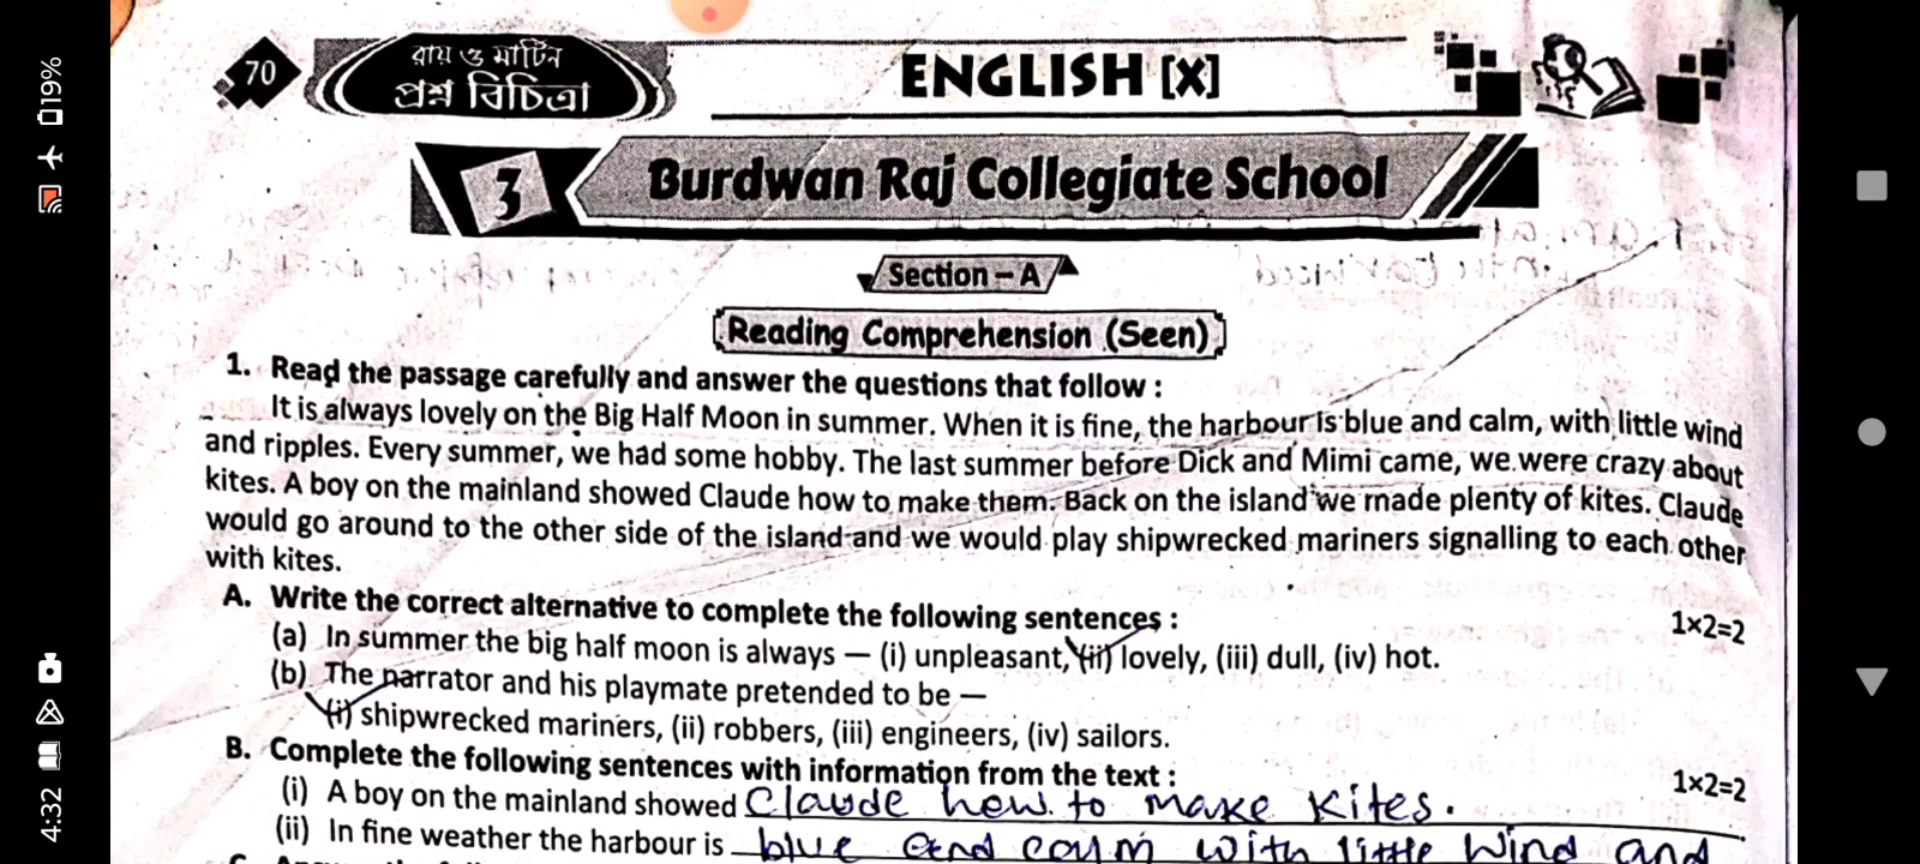 19%
4:32
70
রায় ও মার্টিন
প্রশ্ন বিচিত্রা
ENGLISH [X]
3
Burdwan Raj Collegiate School
Section – A
Reading Comprehension (Seen)
1. Read the passage carefully and answer the questions that follow :
It is always lovely on the Big Half Moon in summer. When it is fine, the harbour is blue and calm, with little wind
and ripples. Every summer, we had some hobby. The last summer before Dick and Mimi came, we were crazy about
kites. A boy on the mainland showed Claude how to make them. Back on the island we made plenty of kites. Claude
would go around to the other side of the island and we would play shipwrecked mariners signalling to each other
with kites.
A. Write the correct alternative to complete the following sentences : 1×2=2
(a) In summer the big half moon is always — (i) unpleasant, (ii) lovely, (iii) dull, (iv) hot.
(b) The narrator and his playmate pretended to be —
(i) shipwrecked mariners, (ii) robbers, (iii) engineers, (iv) sailors.
B. Complete the following sentences with information from the text : 1×2=2
(i) A boy on the mainland showed Claude how to make kites.
(ii) In fine weather the harbour is blue and calm with little wind and